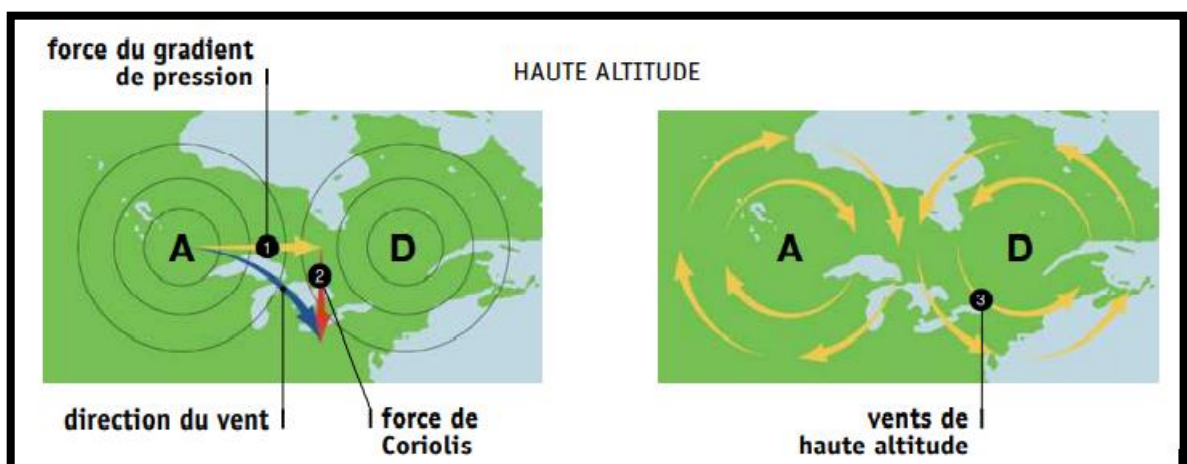 force du gradient
de pression
HAUTE ALTITUDE
A
1
2
D
direction du vent
force de
Coriolis
A
D
3
vents de
haute altitude